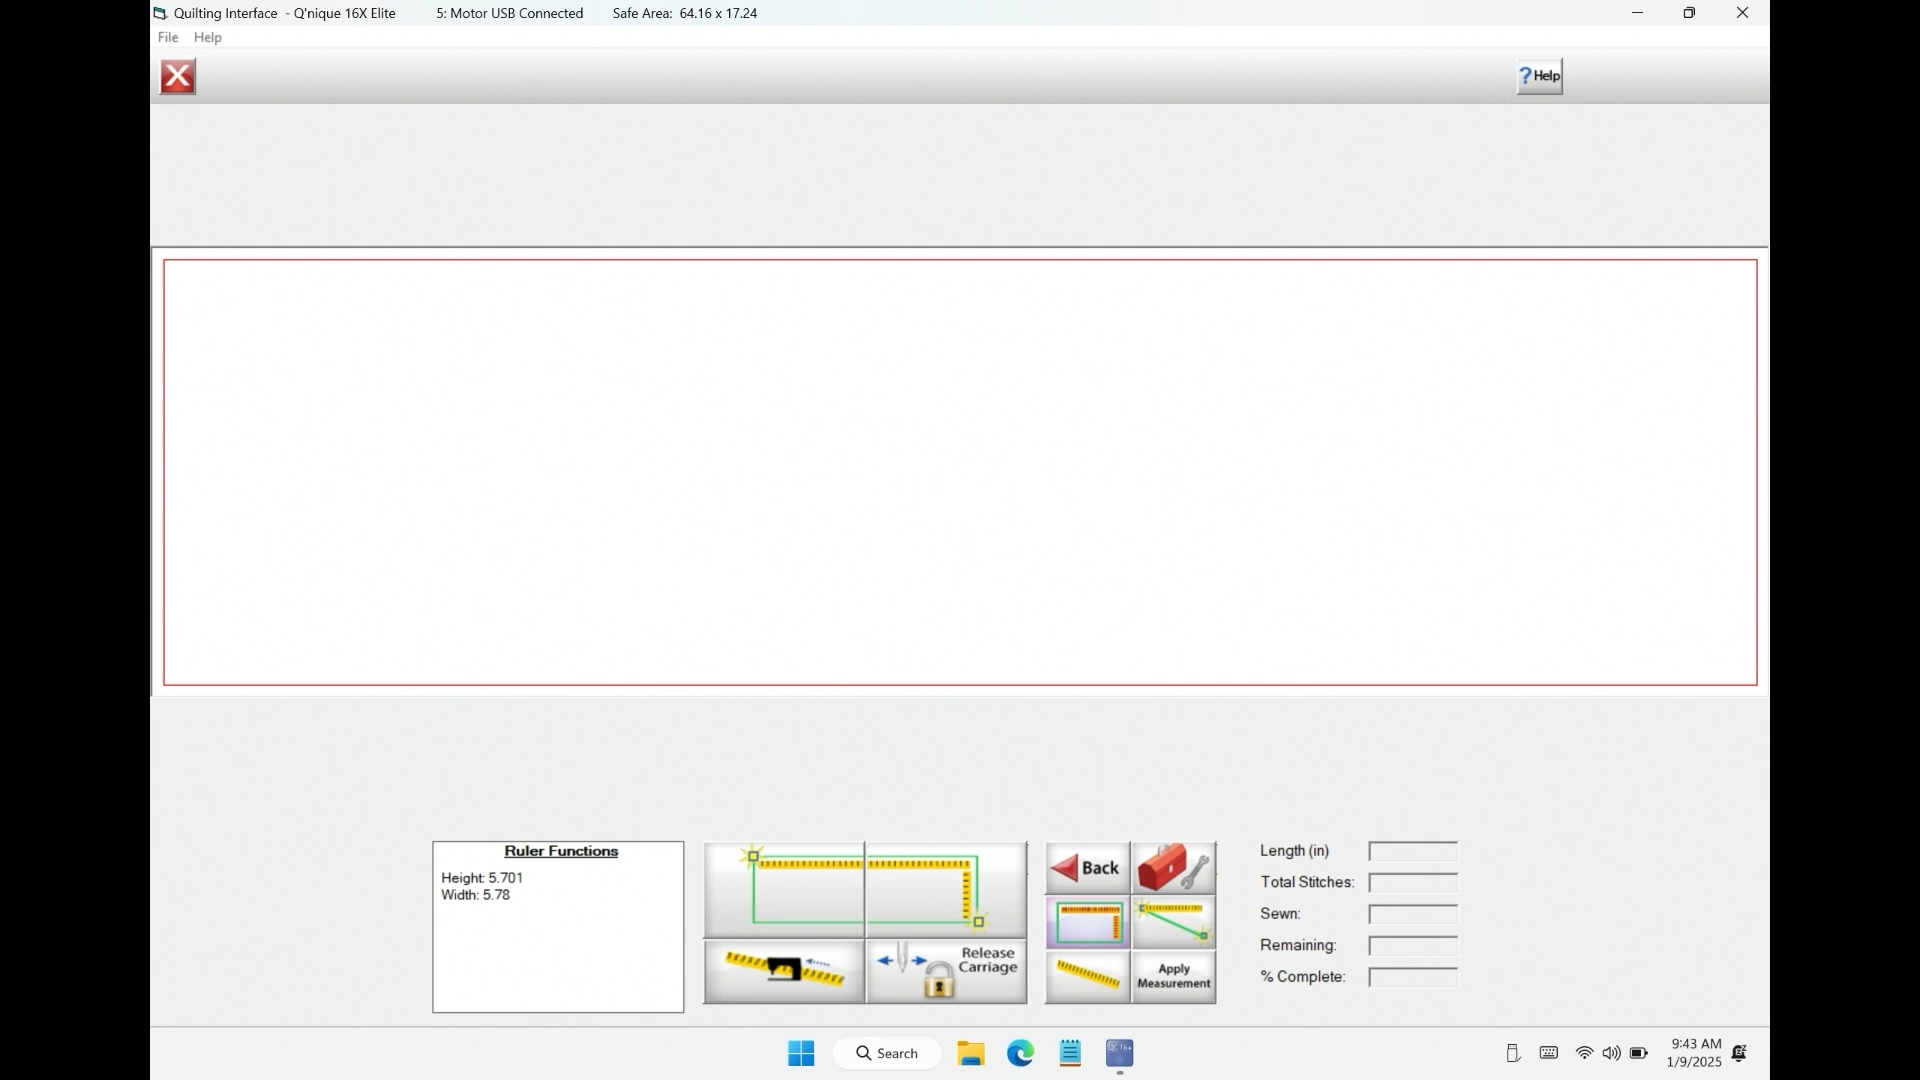 Quilting Interface - Q'nique 16X Elite 5: Motor USB Connected Safe Area: 64.16 x 17.24
File Help
? Help
Ruler Functions
Height: 5.701
Width: 5.78
Release
Carriage
Back
Apply
Measurement
Length (in)
Total Stitches:
Sewn:
Remaining:
% Complete:
Search
9:43 AM
1/9/2025